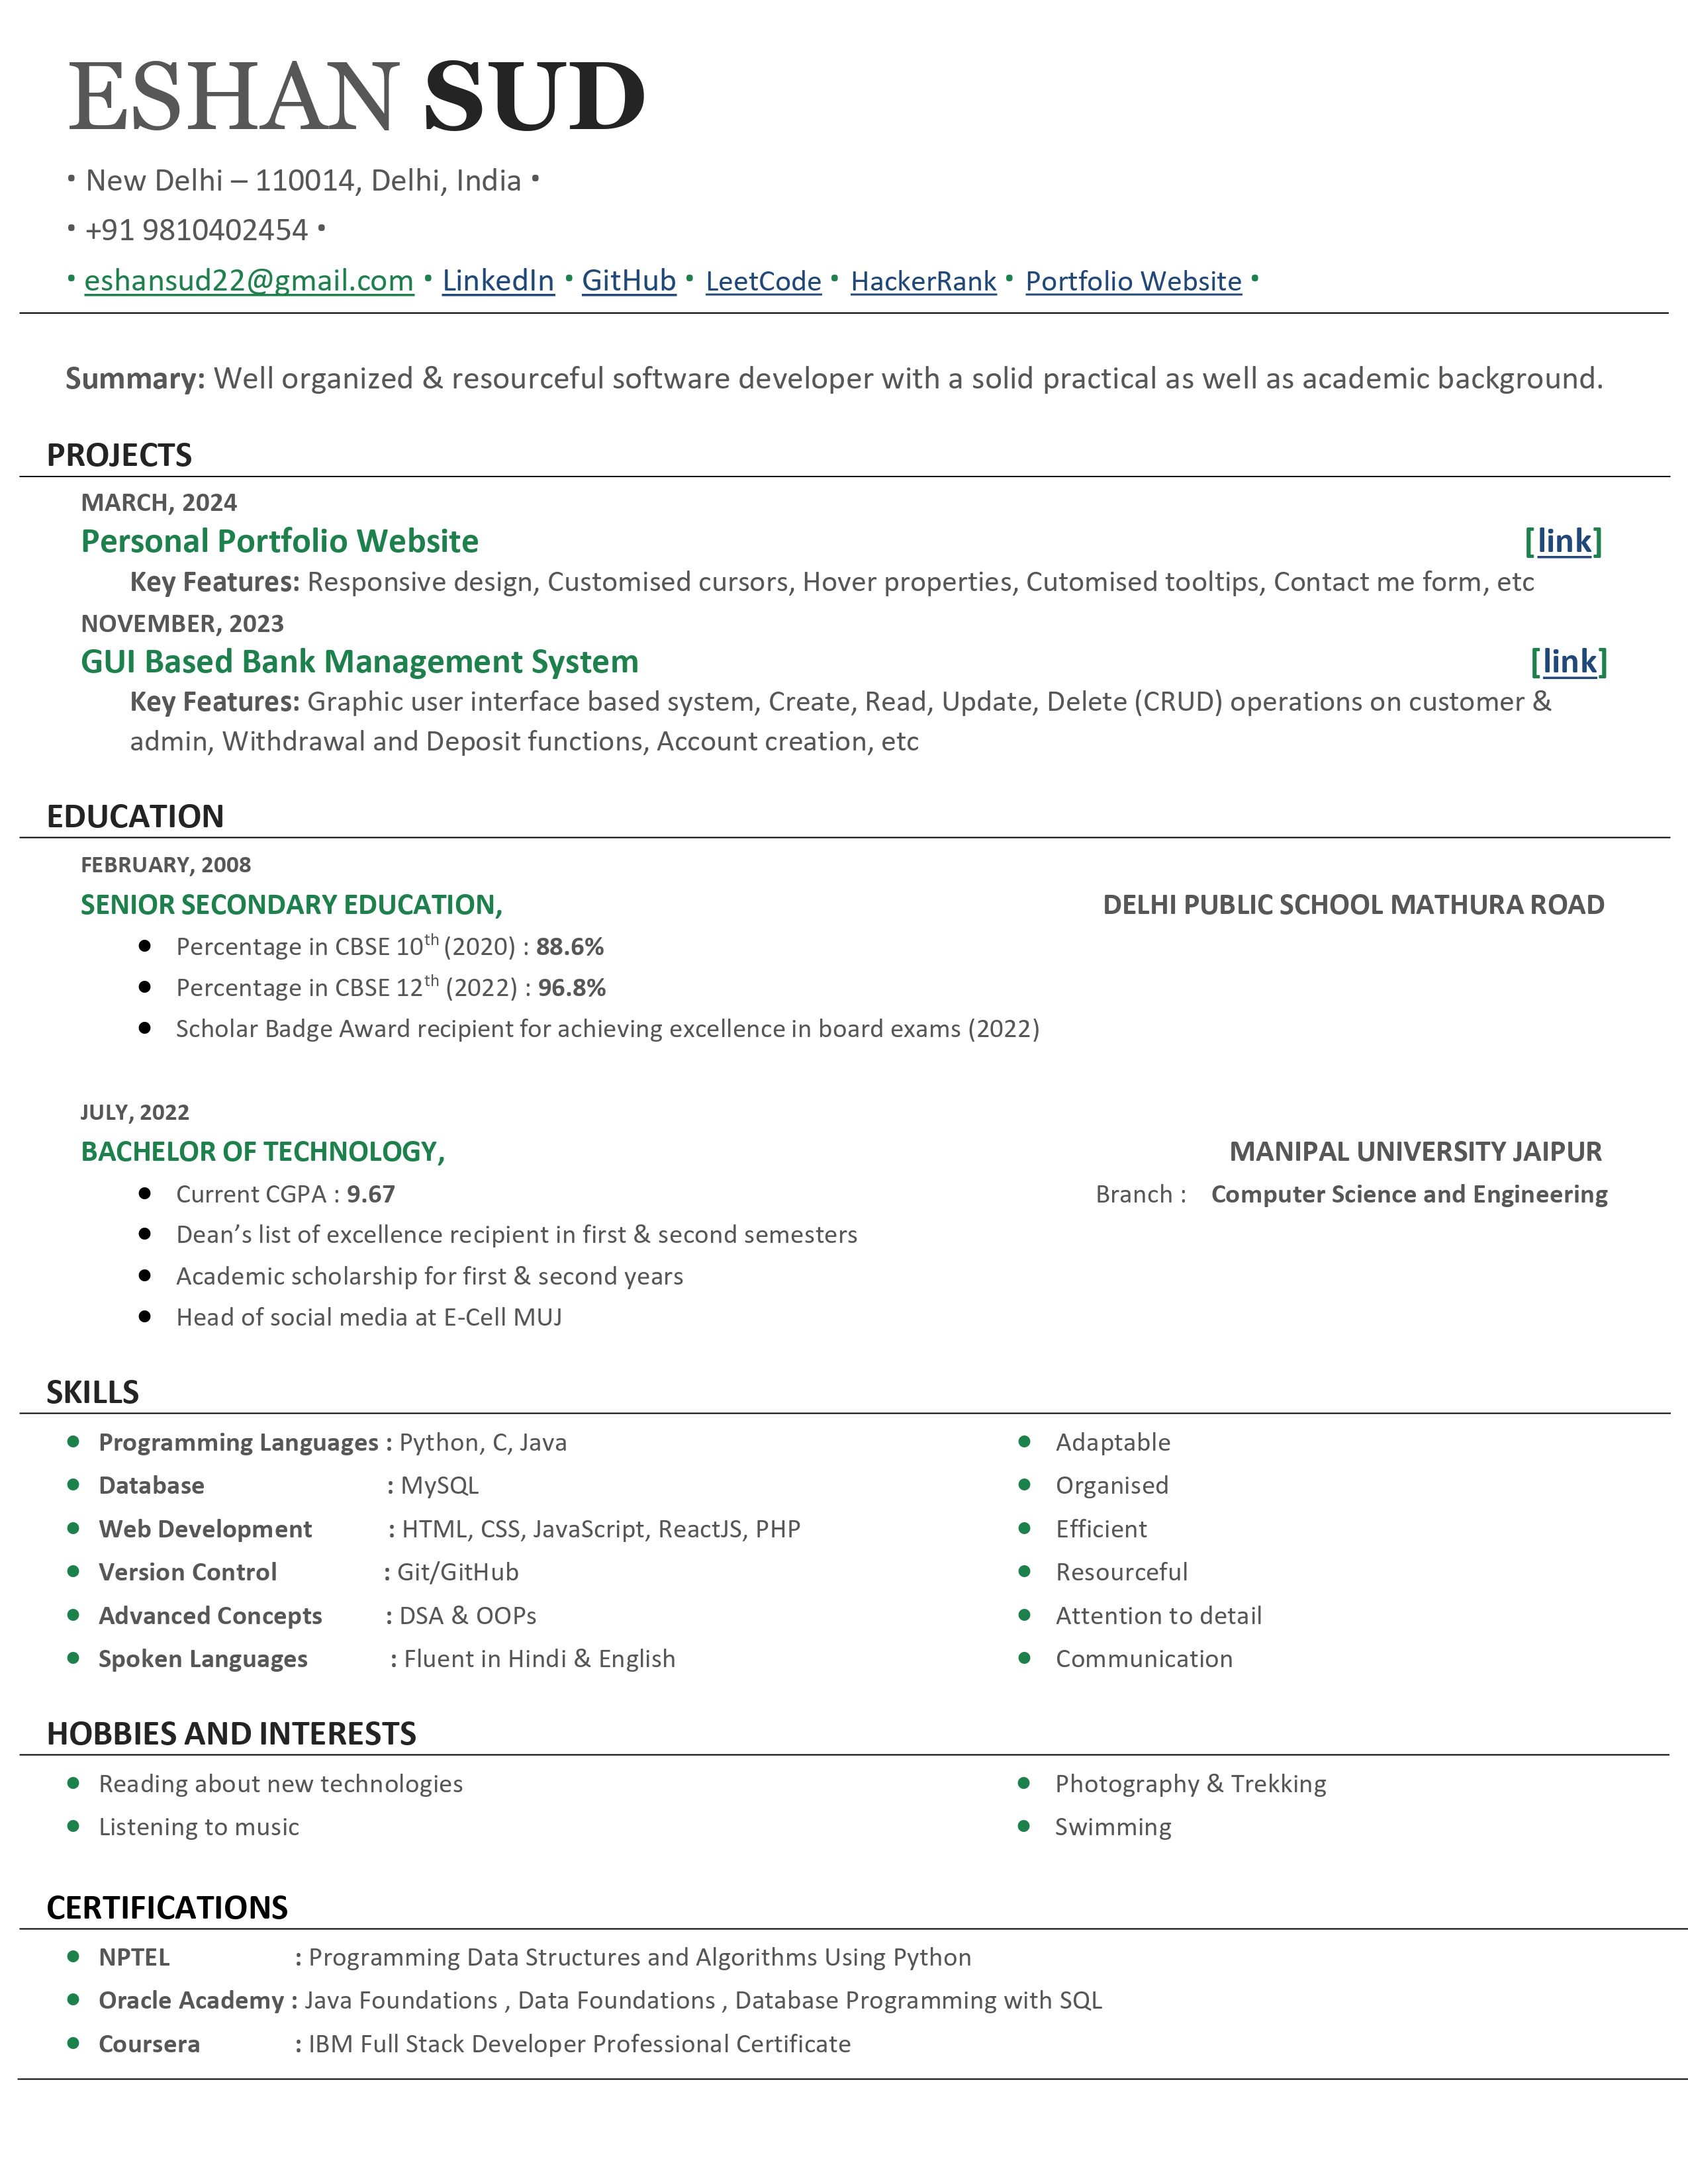 ESHAN SUD
• New Delhi – 110014, Delhi, India •
• +91 9810402454 •
• eshansud22@gmail.com • LinkedIn • GitHub • LeetCode • HackerRank • Portfolio Website •
Summary: Well organized & resourceful software developer with a solid practical as well as academic background.
PROJECTS
MARCH, 2024
Personal Portfolio Website [link]
Key Features: Responsive design, Customised cursors, Hover properties, Cutomised tooltips, Contact me form, etc
NOVEMBER, 2023
GUI Based Bank Management System [link]
Key Features: Graphic user interface based system, Create, Read, Update, Delete (CRUD) operations on customer &
admin, Withdrawal and Deposit functions, Account creation, etc
EDUCATION
FEBRUARY, 2008
SENIOR SECONDARY EDUCATION, DELHI PUBLIC SCHOOL MATHURA ROAD
● Percentage in CBSE 10th (2020) : 88.6%
● Percentage in CBSE 12th (2022) : 96.8%
● Scholar Badge Award recipient for achieving excellence in board exams (2022)
JULY, 2022
BACHELOR OF TECHNOLOGY, MANIPAL UNIVERSITY JAIPUR
● Current CGPA : 9.67 Branch : Computer Science and Engineering
● Dean’s list of excellence recipient in first & second semesters
● Academic scholarship for first & second years
● Head of social media at E-Cell MUJ
SKILLS
● Programming Languages : Python, C, Java
● Database : MySQL
● Web Development : HTML, CSS, JavaScript, ReactJS, PHP
● Version Control : Git/GitHub
● Advanced Concepts : DSA & OOPs
● Spoken Languages : Fluent in Hindi & English
● Adaptable
● Organised
● Efficient
● Resourceful
● Attention to detail
● Communication
HOBBIES AND INTERESTS
● Reading about new technologies
● Listening to music
● Photography & Trekking
● Swimming
CERTIFICATIONS
● NPTEL : Programming Data Structures and Algorithms Using Python
● Oracle Academy : Java Foundations , Data Foundations , Database Programming with SQL
● Coursera : IBM Full Stack Developer Professional Certificate